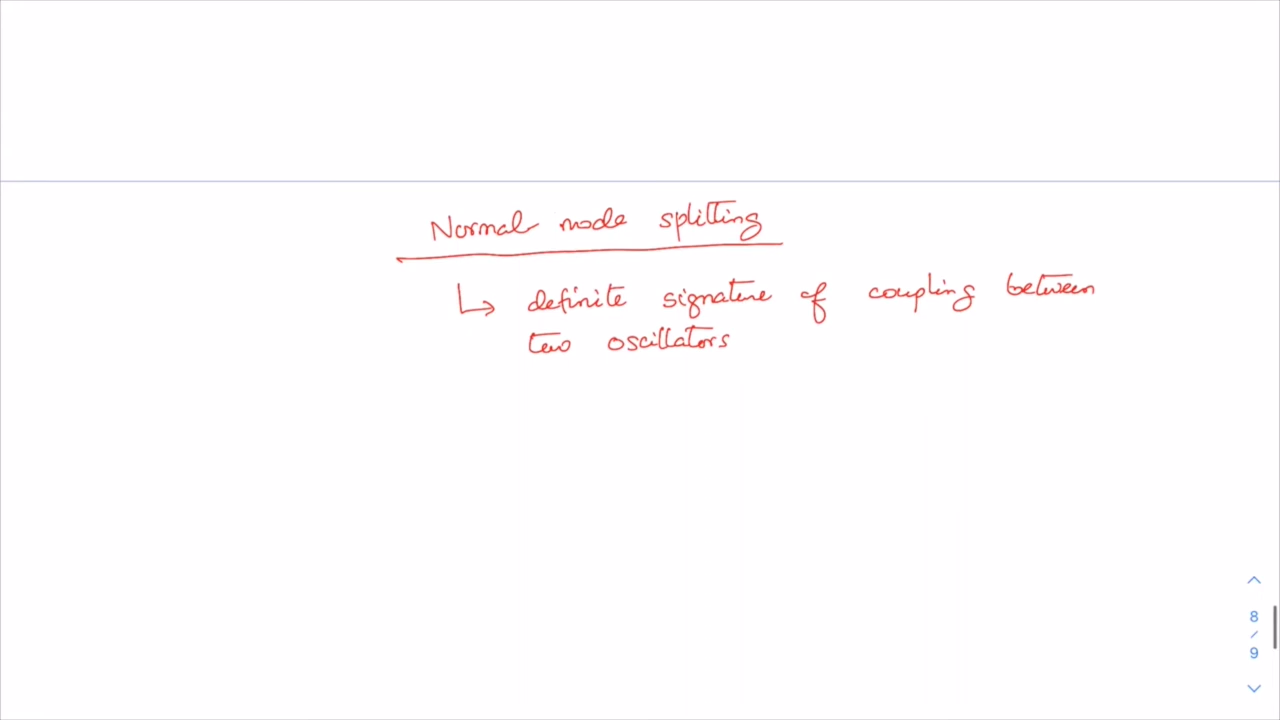 Normal mode splitting
↳ definite signature of coupling between
two oscillators
8
/
9